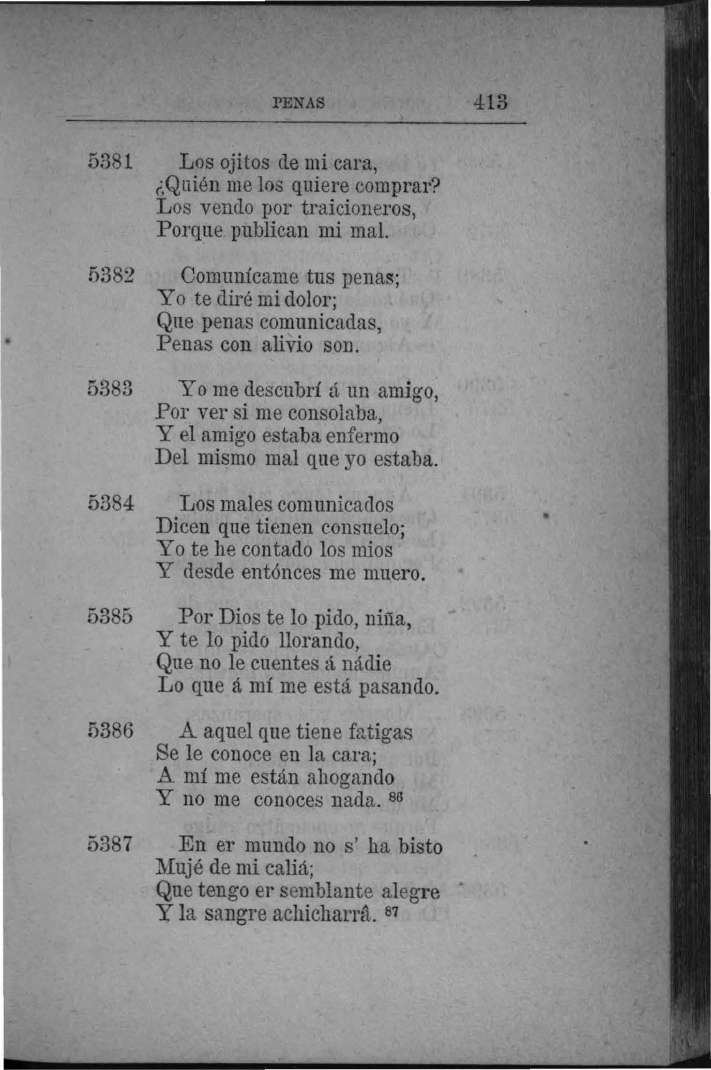 PENAS 413
5381 Los ojitos de mi cara,
¿Quién me los quiere comprar?
Los vendo por traicioneros,
Porque publican mi mal.
5382 Comunícame tus penas;
Yo te diré mi dolor;
Que penas comunicadas,
Penas con alivio son.
5383 Yo me descubrí á un amigo,
Por ver si me consolaba,
Y el amigo estaba enfermo
Del mismo mal que yo estaba.
5384 Los males comunicados
Dicen que tienen consuelo;
Yo te he contado los mios
Y desde entónces me muero.
5385 Por Dios te lo pido, niña,
Y te lo pido llorando,
Que no le cuentes á nádie
Lo que á mí me está pasando.
5386 A aquel que tiene fatigas
Se le conoce en la cara;
A mí me están ahogando
Y no me conoces nada. 86
5387 En er mundo no s' ha bisto
Mujé de mi caliá;
Que tengo er semblante alegre
Y la sangre achicharrâ. 87